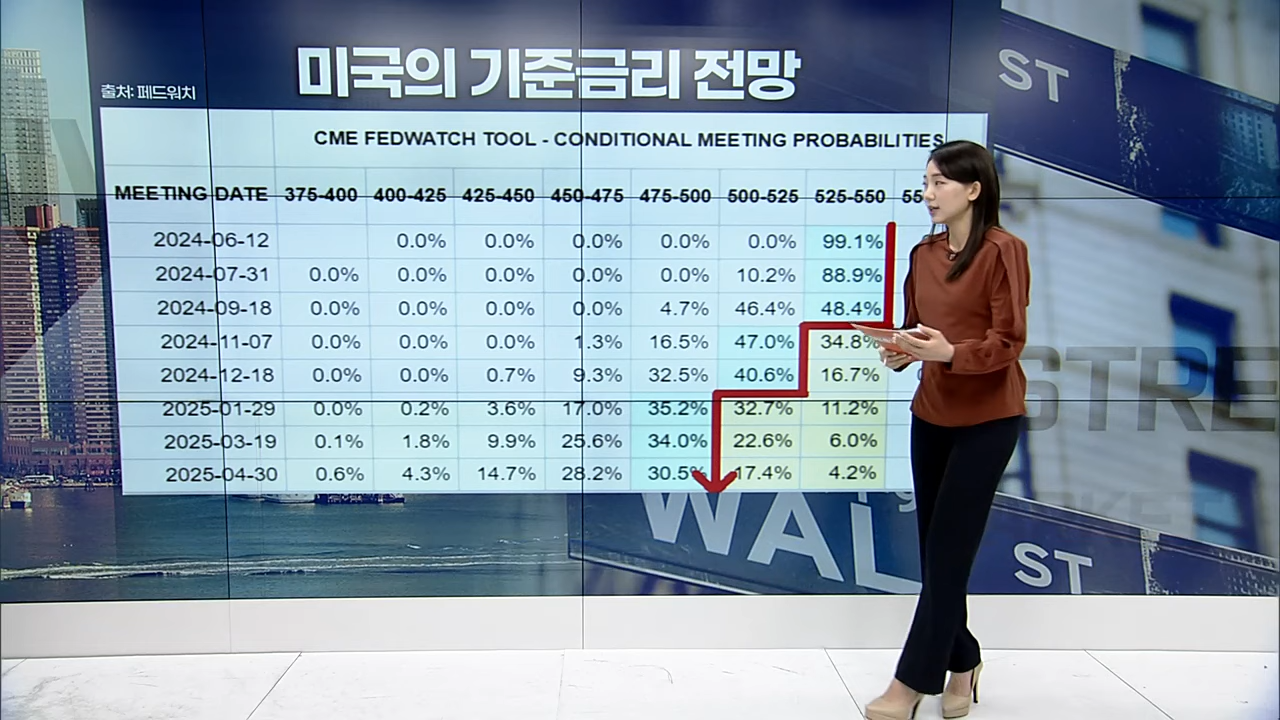 미국의 기준금리 전망
출처: 페드워치
CME FEDWATCH TOOL - CONDITIONAL MEETING PROBABILITIES
MEETING DATE 375-400 400-425 425-450 450-475 475-500 500-525 525-550 55
2024-06-12 0.0% 0.0% 0.0% 0.0% 0.0% 99.1%
2024-07-31 0.0% 0.0% 0.0% 0.0% 0.0% 10.2% 88.9%
2024-09-18 0.0% 0.0% 0.0% 0.0% 4.7% 46.4% 48.4%
2024-11-07 0.0% 0.0% 0.0% 1.3% 16.5% 47.0% 34.8%
2024-12-18 0.0% 0.0% 0.7% 9.3% 32.5% 40.6% 16.7%
2025-01-29 0.0% 0.2% 3.6% 17.0% 35.2% 32.7% 11.2%
2025-03-19 0.1% 1.8% 9.9% 25.6% 34.0% 22.6% 6.0%
2025-04-30 0.6% 4.3% 14.7% 28.2% 30.5% 17.4% 4.2%
ST
STRE
WALL
ST